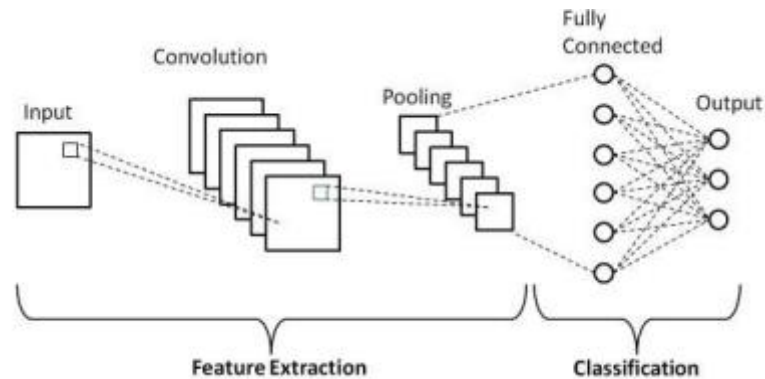 Input
Convolution
Pooling
Fully
Connected
Output
Feature Extraction
Classification